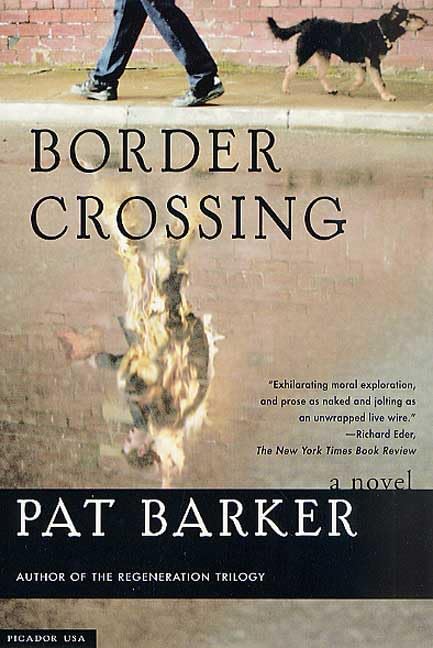 BORDER
CROSSING
“Exhilarating moral exploration,
and prose as naked and jolting as
an unwrapped live wire.”
—Richard Eder,
The New York Times Book Review
a novel
PAT BARKER
AUTHOR OF THE REGENERATION TRILOGY
PICADOR USA